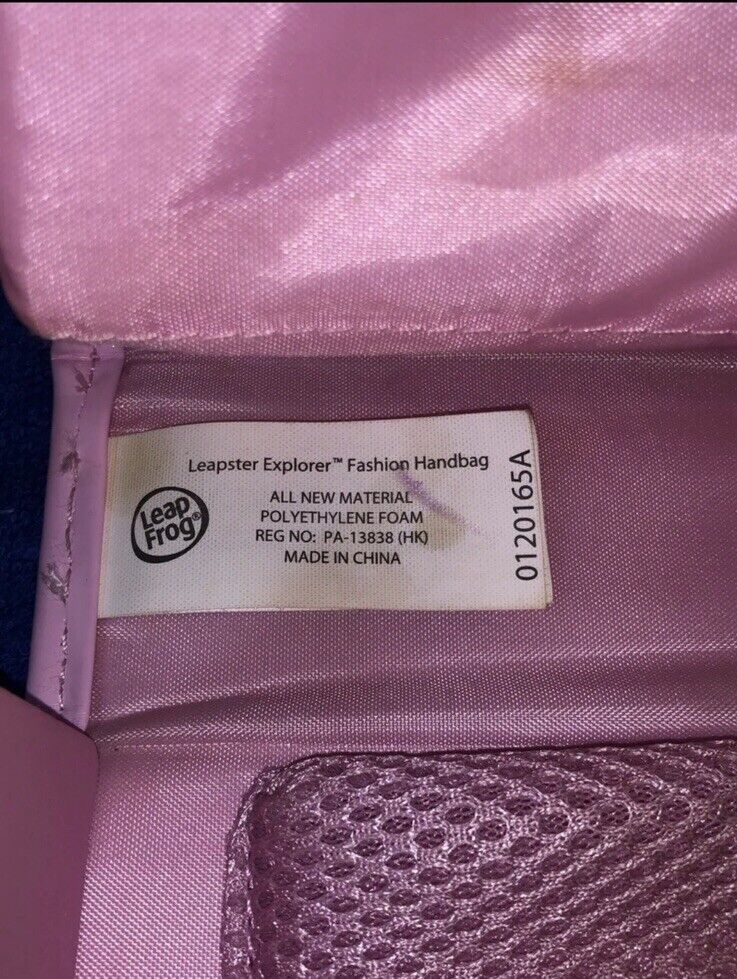 Leapster Explorer™ Fashion Handbag
Leap
Frog®
ALL NEW MATERIAL
POLYETHYLENE FOAM
REG NO: PA-13838 (HK)
MADE IN CHINA
0120165A